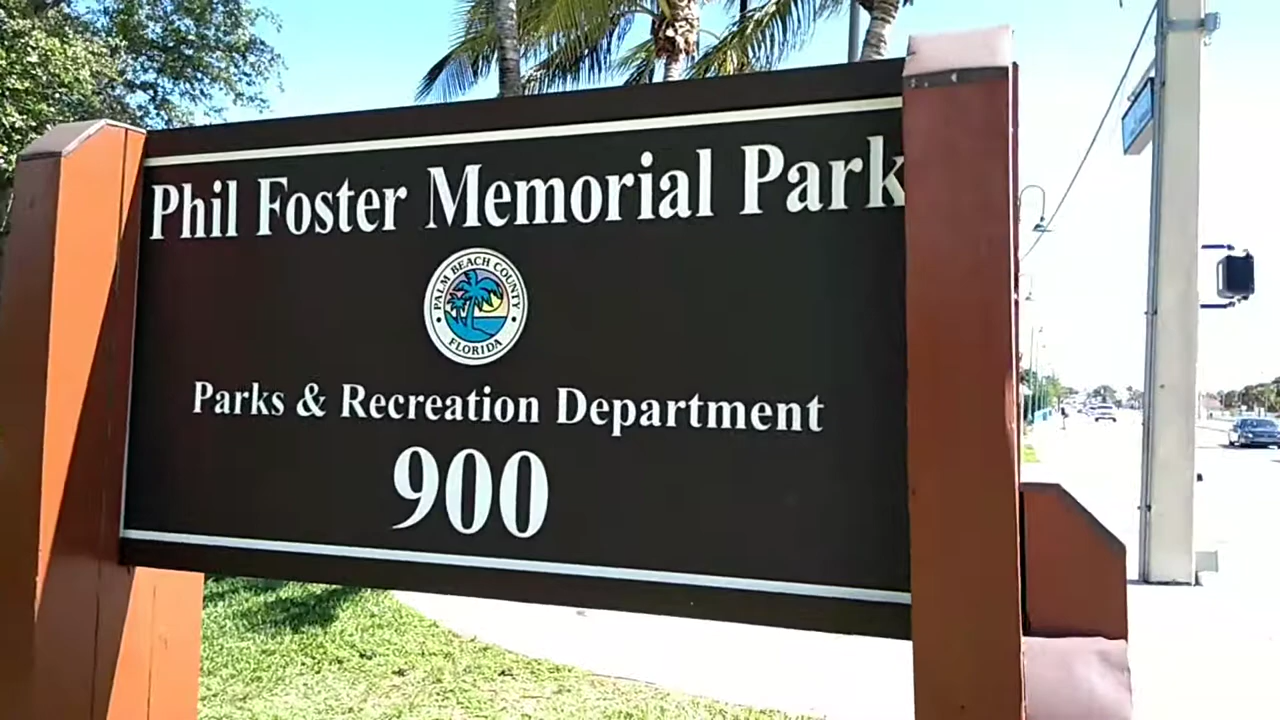 Phil Foster Memorial Park
PALM BEACH COUNTY
FLORIDA
Parks & Recreation Department
900